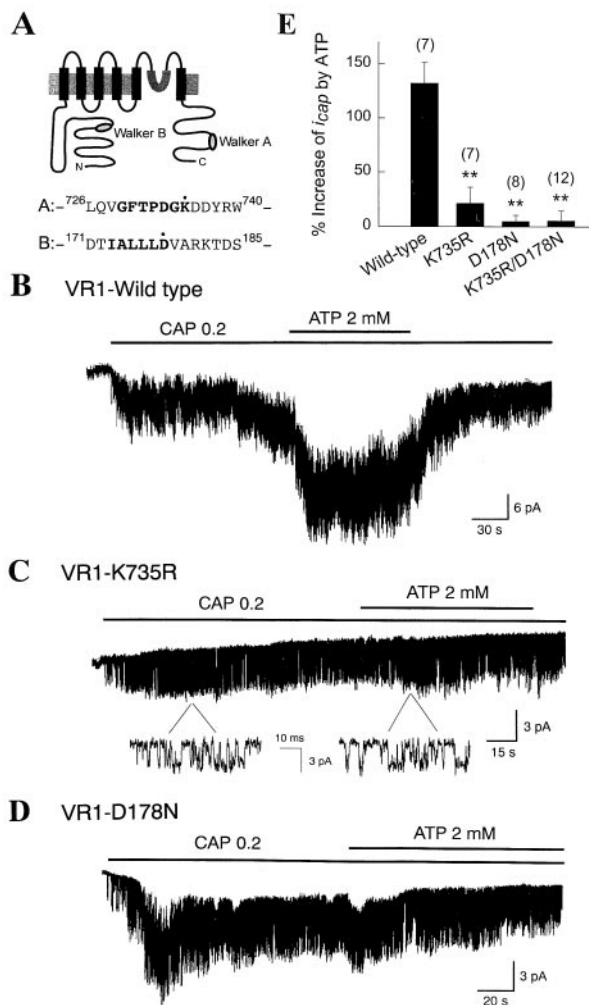 A
Walker B
Walker A
N
C
A:–⁷²⁶LQVGFTPDGKDDYRW⁷⁴⁰–
B:–¹⁷¹DTIALLLDVARKTDS¹⁸⁵–
E
% Increase of icap by ATP
150
100
50
0
(7)
(7)
**
(8)
**
(12)
**
Wild-type
K735R
D178N
K735R/D178N
B VR1-Wild type
CAP 0.2
ATP 2 mM
6 pA
30 s
C VR1-K735R
CAP 0.2
ATP 2 mM
10 ms
3 pA
3 pA
15 s
D VR1-D178N
CAP 0.2
ATP 2 mM
3 pA
20 s